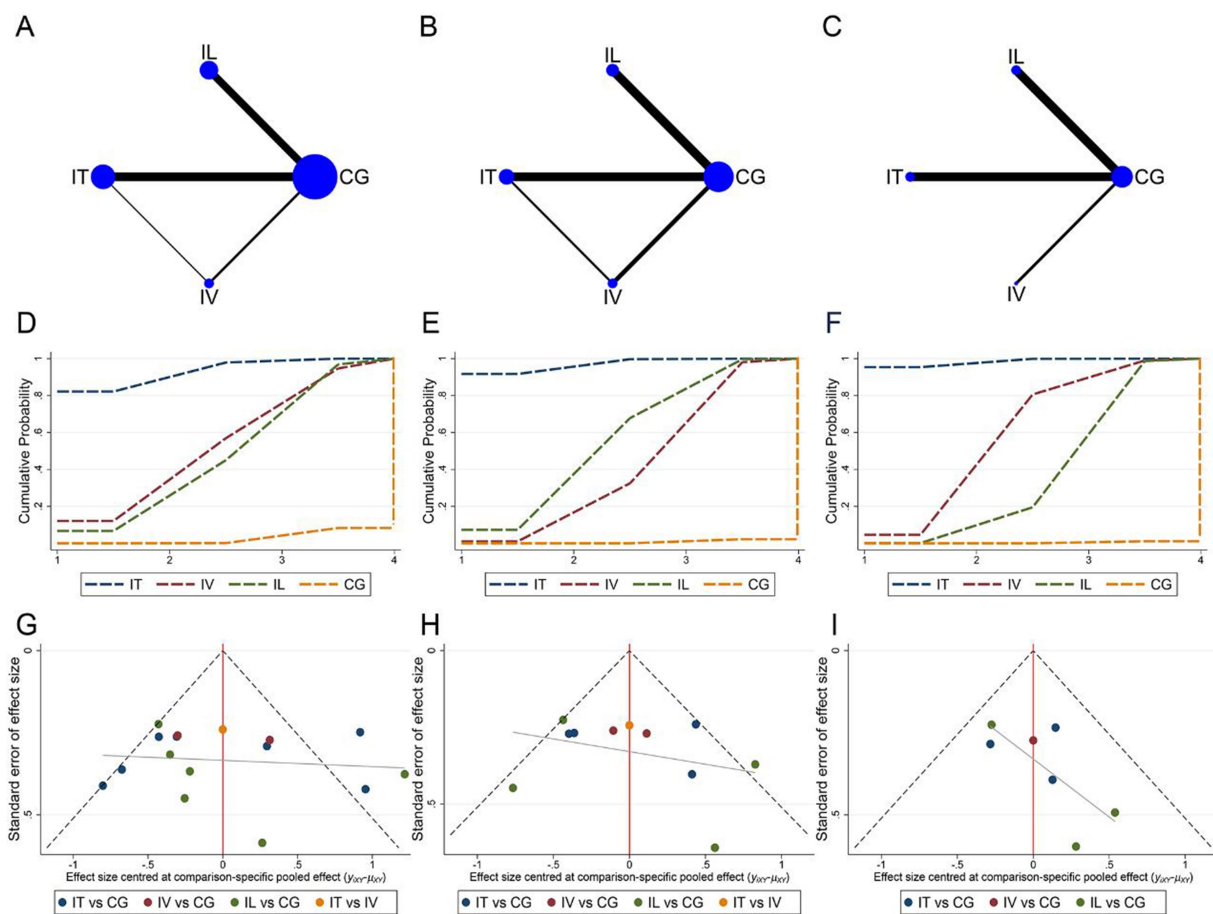 A
B
C
IL
IT
CG
IV
IL
IT
CG
IV
IL
IT
CG
IV
D
E
F
Cumulative Probability
1
.8
.6
.4
.2
1 2 3 4
IT IV IL CG
Cumulative Probability
1
.8
.6
.4
.2
1 2 3 4
IT IV IL CG
Cumulative Probability
1
.8
.6
.4
.2
1 2 3 4
IT IV IL CG
G
H
I
Standard error of effect size
0
.5
-1 -.5 0 .5 1
Effect size centred at comparison-specific pooled effect (yᵢXY-μXY)
IT vs CG IV vs CG IL vs CG IT vs IV
Standard error of effect size
0
.5
-1 -.5 0 .5 1
Effect size centred at comparison-specific pooled effect (yᵢXY-μXY)
IT vs CG IV vs CG IL vs CG IT vs IV
Standard error of effect size
0
.5
-1 -.5 0 .5 1
Effect size centred at comparison-specific pooled effect (yᵢXY-μXY)
IT vs CG IV vs CG IL vs CG